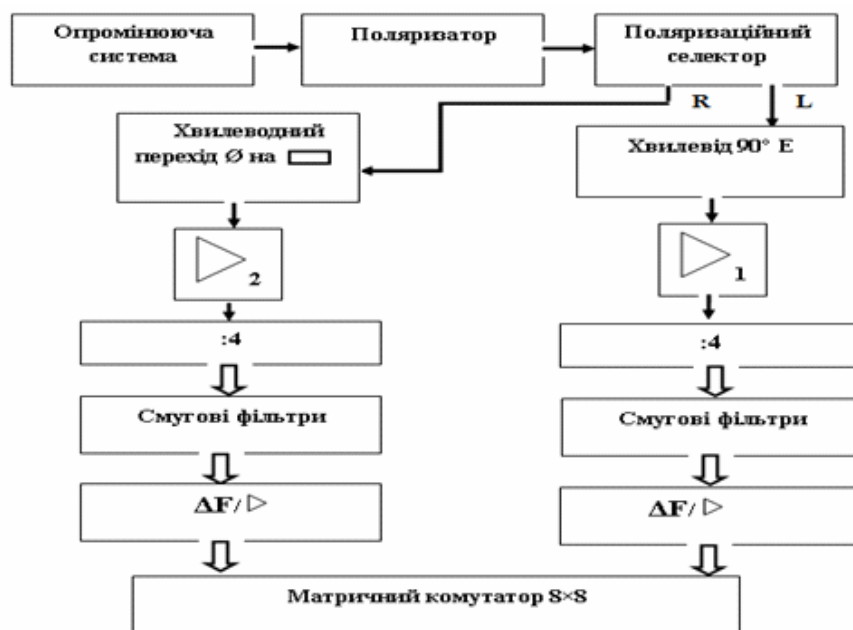 Опромінююча
система
Поляризатор
Поляризаційний
селектор
R
L
Хвилеводний
перехід Ø на
Хвилевід 90° Е
2
1
:4
:4
Смугові фільтри
Смугові фільтри
ΔF/
ΔF/
Матричний комутатор 8×8